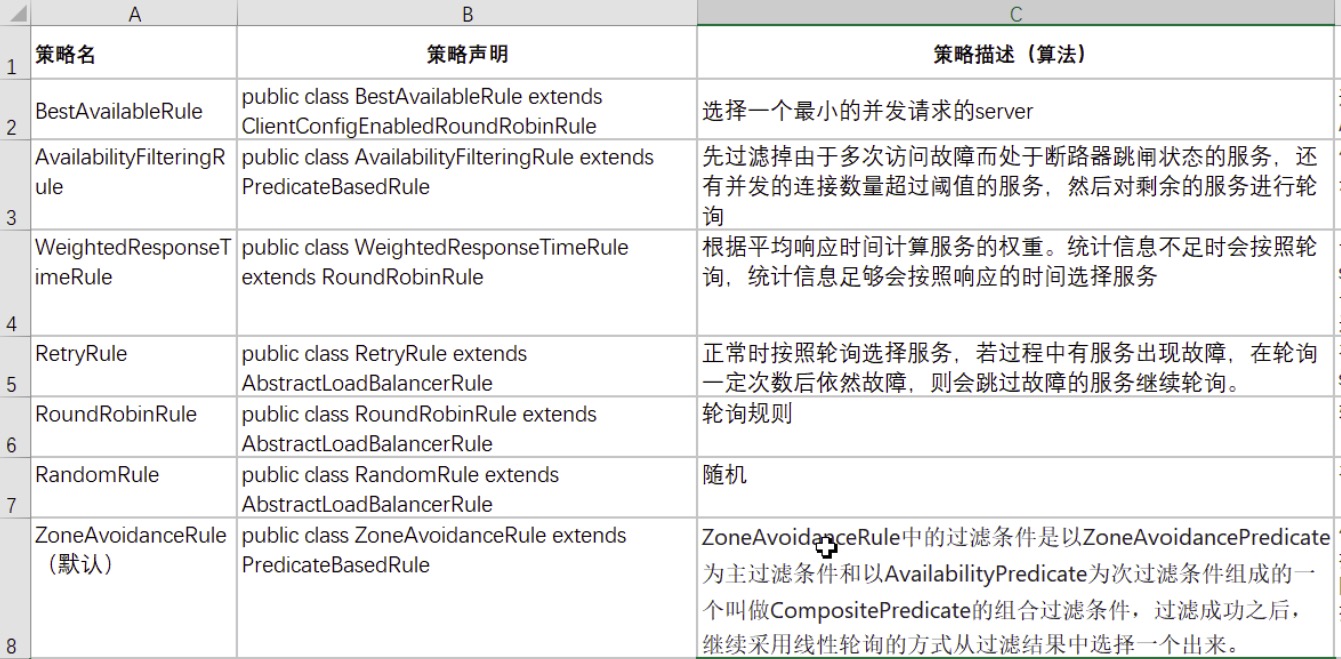 A B C
1 策略名 策略声明 策略描述（算法）
2 BestAvailableRule
public class BestAvailableRule extends
ClientConfigEnabledRoundRobinRule
选择一个最小的并发请求的server
3 AvailabilityFilteringR
ule
public class AvailabilityFilteringRule extends
PredicateBasedRule
先过滤掉由于多次访问故障而处于断路器跳闸状态的服务，还
有并发的连接数量超过阈值的服务，然后对剩余的服务进行轮
询
4 WeightedResponseT
imeRule
public class WeightedResponseTimeRule
extends RoundRobinRule
根据平均响应时间计算服务的权重。统计信息不足时会按照轮
询，统计信息足够会按照响应的时间选择服务
5 RetryRule
public class RetryRule extends
AbstractLoadBalancerRule
正常时按照轮询选择服务，若过程中有服务出现故障，在轮询
一定次数后依然故障，则会跳过故障的服务继续轮询。
6 RoundRobinRule
public class RoundRobinRule extends
AbstractLoadBalancerRule
轮询规则
7 RandomRule
public class RandomRule extends
AbstractLoadBalancerRule
随机
8 ZoneAvoidanceRule
（默认）
public class ZoneAvoidanceRule extends
PredicateBasedRule
ZoneAvoidanceRule中的过滤条件是以ZoneAvoidancePredicate
为主过滤条件和以AvailabilityPredicate为次过滤条件组成的一
个叫做CompositePredicate的组合过滤条件，过滤成功之后，
继续采用线性轮询的方式从过滤结果中选择一个出来。